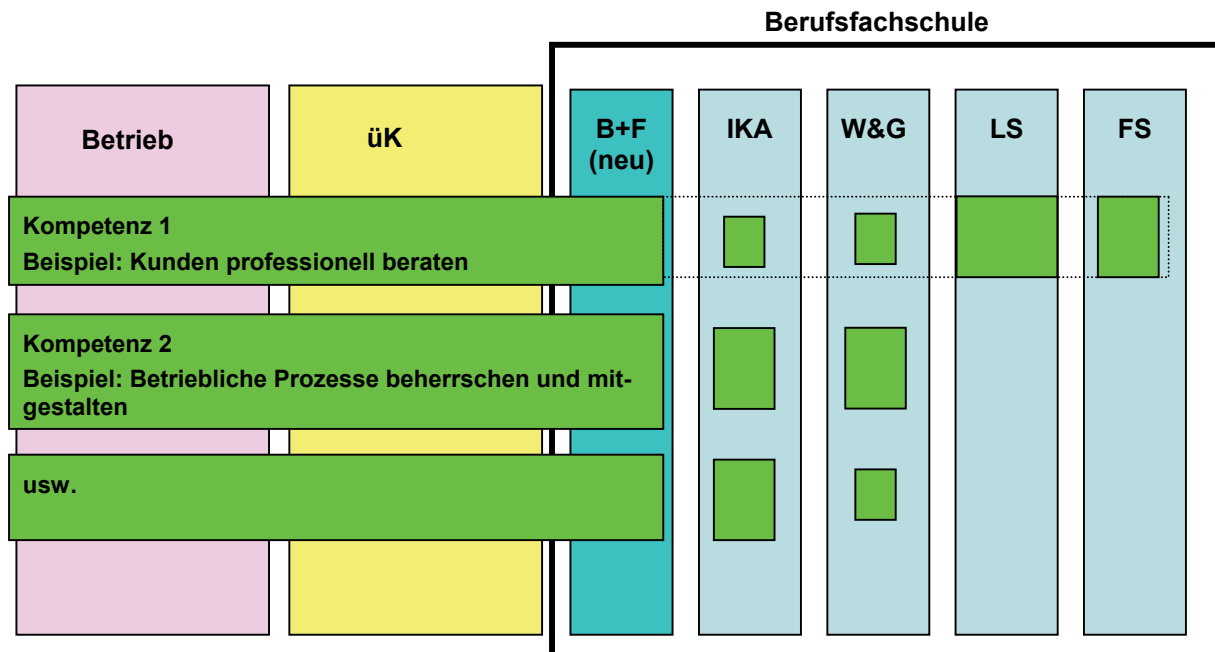 Berufsfachschule
Betrieb
üK
B+F
(neu)
IKA
W&G
LS
FS
Kompetenz 1
Beispiel: Kunden professionell beraten
Kompetenz 2
Beispiel: Betriebliche Prozesse beherrschen und mit-
gestalten
usw.